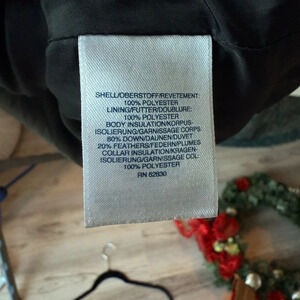 SHELL/OBERSTOFF/REVETEMENT:
100% POLYESTER
LINING/FUTTER/DOUBLURE:
100% POLYESTER
BODY INSULATION/KORPUS-
ISOLIERUNG/GARNISSAGE CORPS:
80% DOWN/DAUNEN/DUVET
20% FEATHERS/FEDERN/PLUMES
COLLAR INSULATION/KRAGEN-
ISOLIERUNG/GARNISSAGE COL:
100% POLYESTER
RN 62830